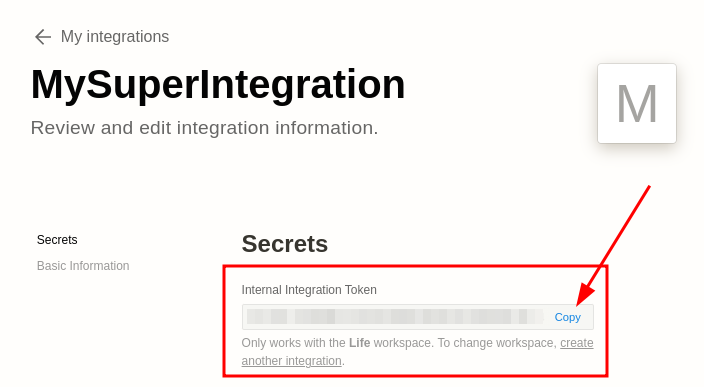 My integrations
MySuperIntegration
Review and edit integration information.
M
Secrets
Basic Information
Secrets
Internal Integration Token
Copy
Only works with the Life workspace. To change workspace, create
another integration.